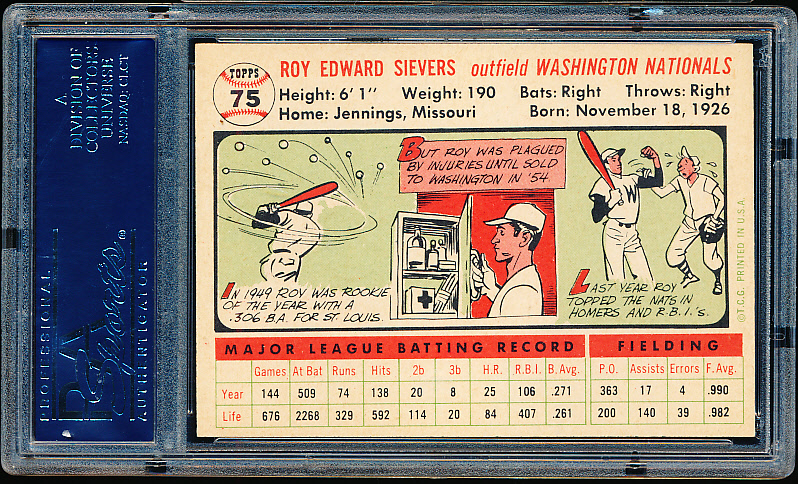 A
DIVISION OF
COLLECTORS
UNIVERSE
NASDAQ: CLCT
PROFESSIONAL
PSA
Sports®
AUTHENTICATOR
TOPPS
75
ROY EDWARD SIEVERS outfield WASHINGTON NATIONALS
Height: 6' 1" Weight: 190 Bats: Right Throws: Right
Home: Jennings, Missouri Born: November 18, 1926
IN 1949 ROY WAS ROOKIE
OF THE YEAR WITH A
.306 B.A. FOR ST. LOUIS.
BUT ROY WAS PLAGUED
BY INJURIES UNTIL SOLD
TO WASHINGTON IN '54.
W
LAST YEAR ROY
TOPPED THE NATS IN
HOMERS AND R.B.I.'s.
©T.C.G. PRINTED IN U.S.A.
MAJOR LEAGUE BATTING RECORD FIELDING
Games At Bat Runs Hits 2b 3b H.R. R.B.I. B.Avg. P.O. Assists Errors F.Avg.
Year 144 509 74 138 20 8 25 106 .271 363 17 4 .990
Life 676 2268 329 592 114 20 84 407 .261 200 140 39 .982